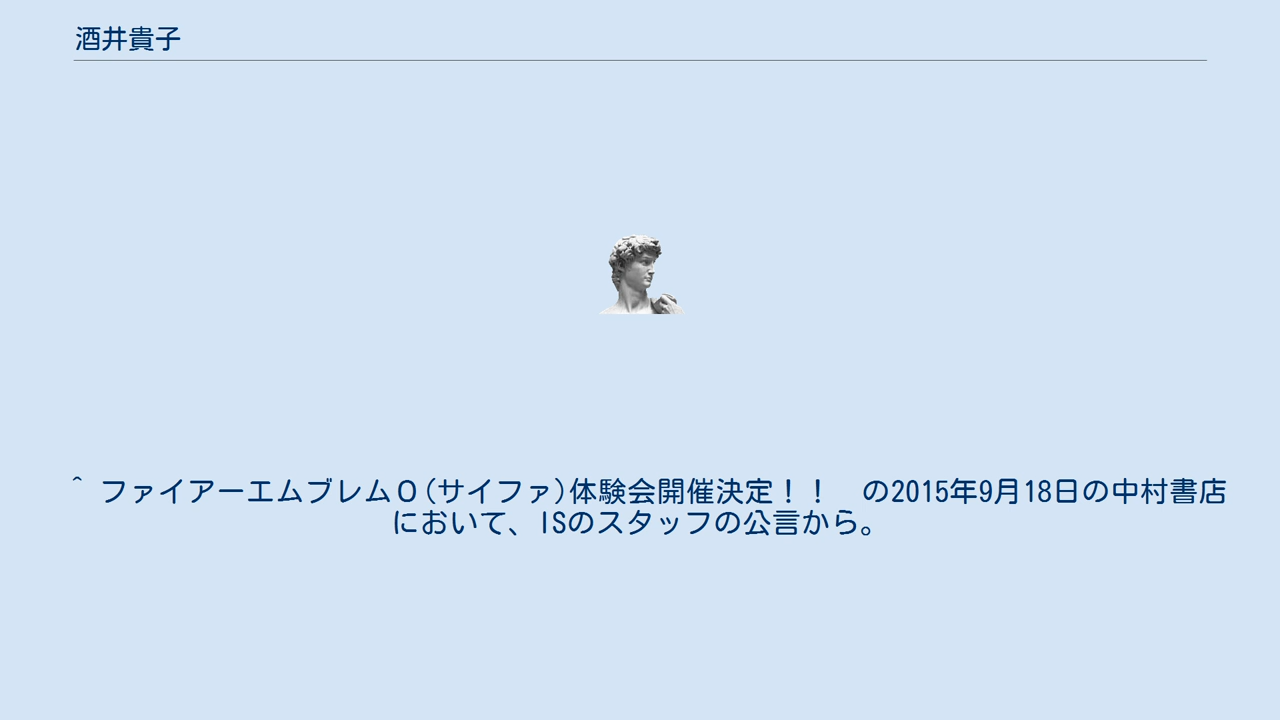 酒井貴子
^ ファイアーエムブレム０(サイファ)体験会開催決定！！　の2015年9月18日の中村書店
において、ISのスタッフの公言から。